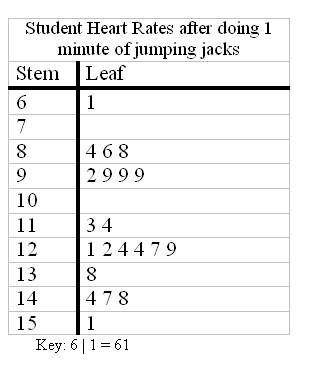 Student Heart Rates after doing 1
minute of jumping jacks
Stem Leaf
6 1
7
8 4 6 8
9 2 9 9 9
10
11 3 4
12 1 2 4 4 7 9
13 8
14 4 7 8
15 1
Key: 6 | 1 = 61